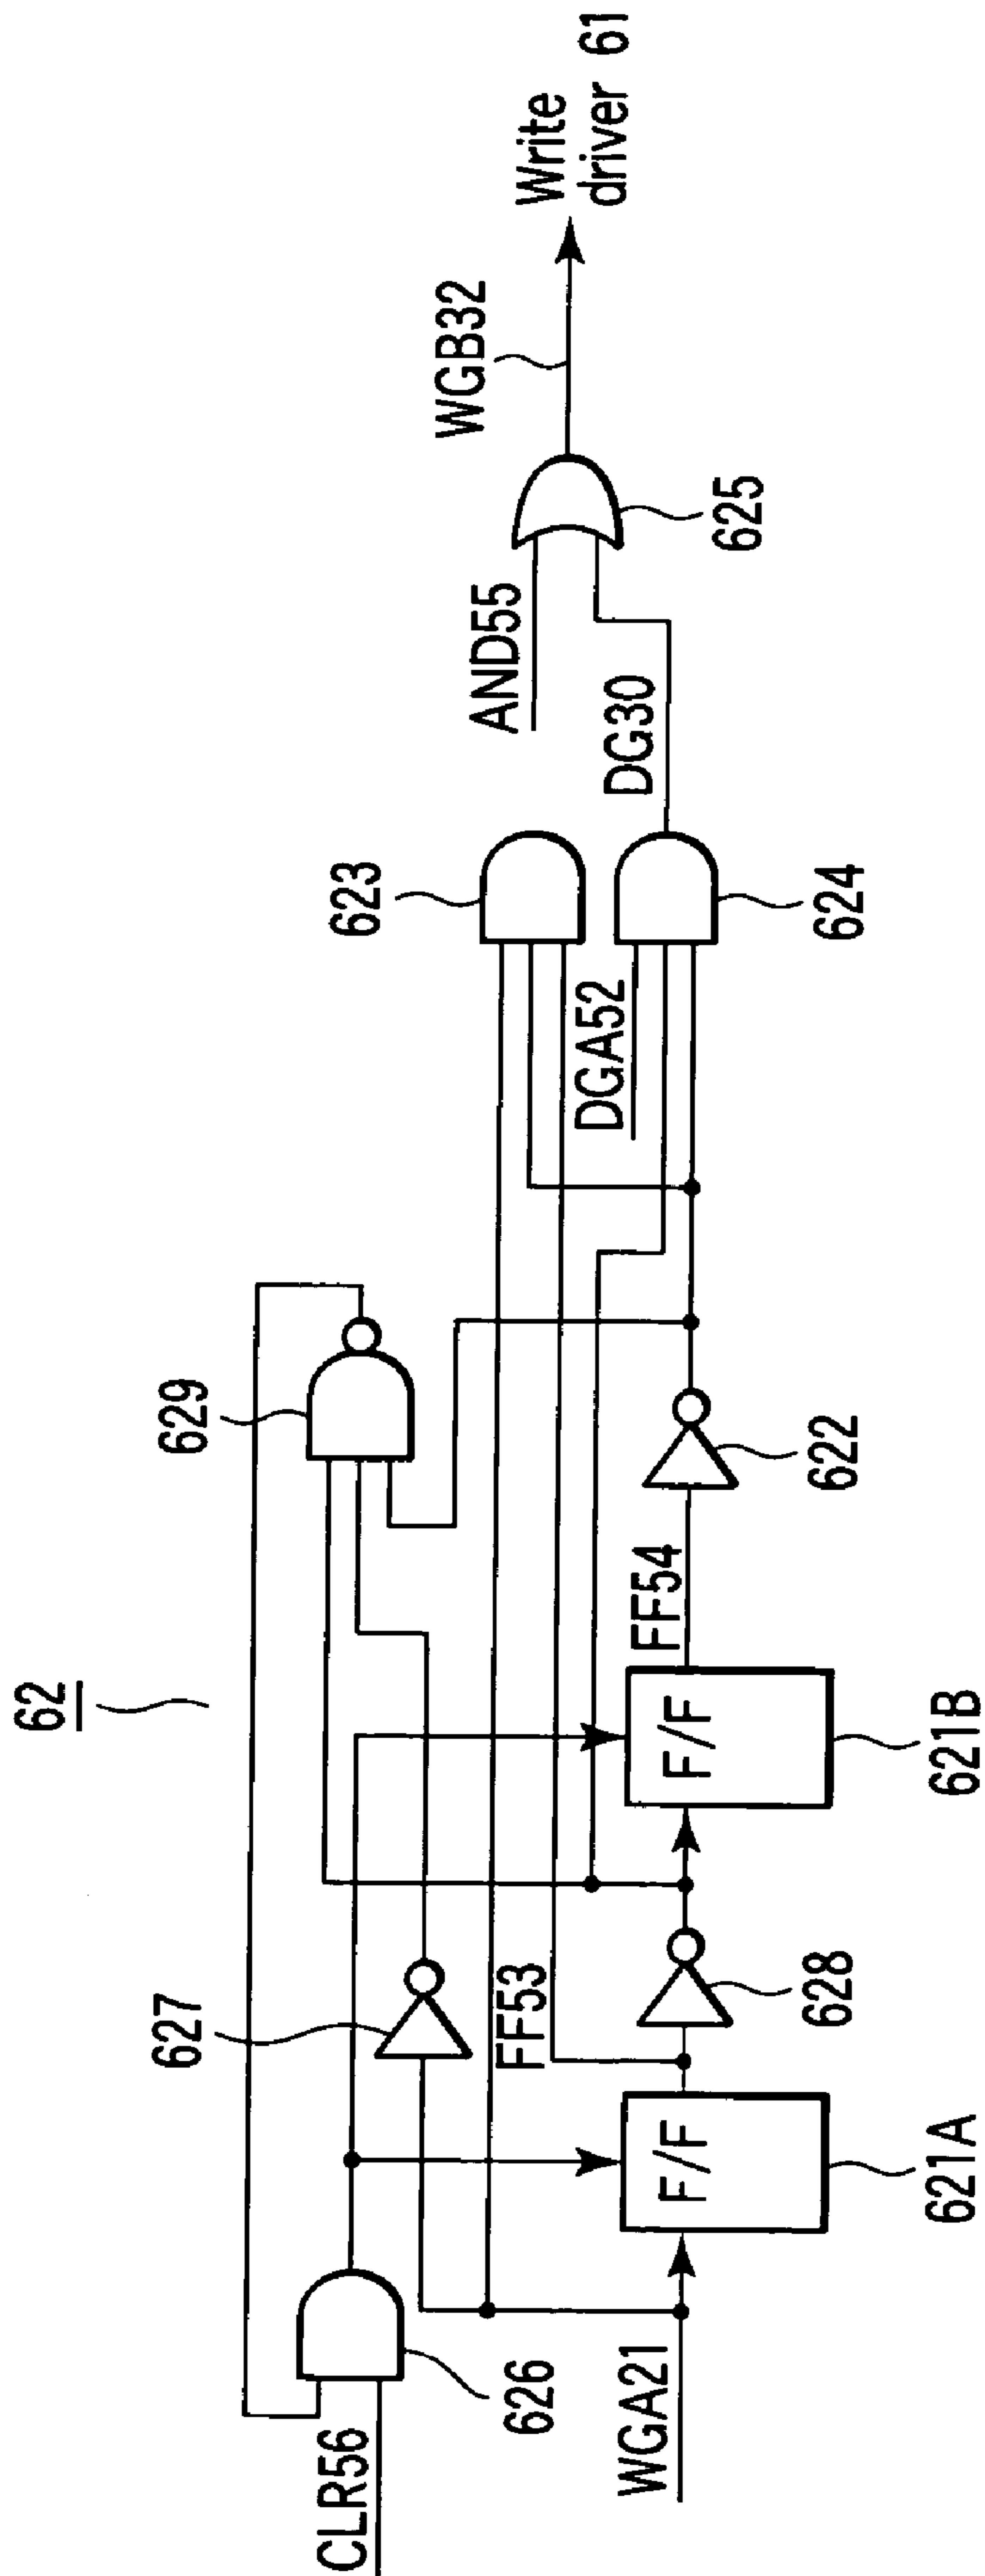 62
CLR56
626
627
629
WGA21
F/F
621A
FF53
628
F/F
621B
FF54
622
623
DGA52
624
DG30
AND55
625
WGB32
Write
driver 61